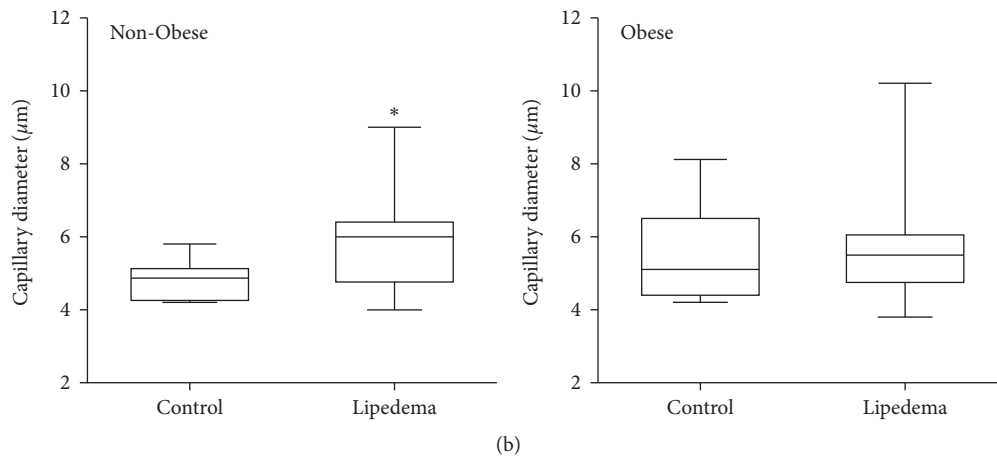 Non-Obese
Capillary diameter (μm)
12
10
8
6
4
2
*
Control
Lipedema
Obese
Capillary diameter (μm)
12
10
8
6
4
2
Control
Lipedema
(b)